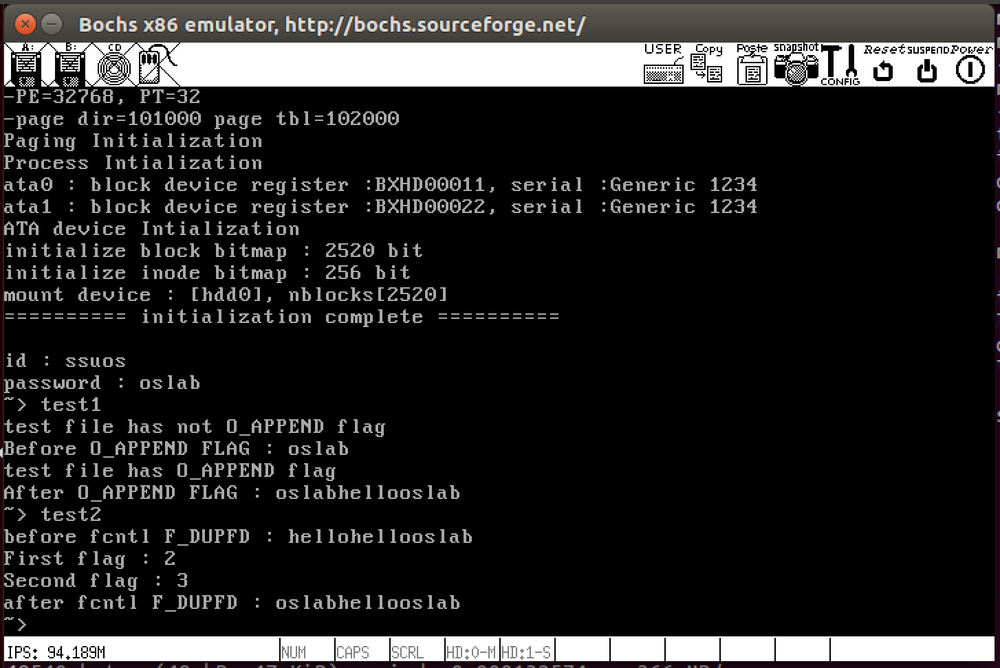 Bochs x86 emulator, http://bochs.sourceforge.net/
A: B: CD USER Copy Paste snapshot CONFIG Reset SUSPEND Power
-PE=32768, PT=32
-page dir=101000 page tbl=102000
Paging Initialization
Process Intialization
ata0 : block device register :BXHD00011, serial :Generic 1234
ata1 : block device register :BXHD00022, serial :Generic 1234
ATA device Intialization
initialize block bitmap : 2520 bit
initialize inode bitmap : 256 bit
mount device : [hdd0], nblocks[2520]
========== initialization complete ==========
id : ssuos
password : oslab
~> test1
test file has not O_APPEND flag
Before O_APPEND FLAG : oslab
test file has O_APPEND flag
After O_APPEND FLAG : oslabhellooslab
~> test2
before fcntl F_DUPFD : hellohellooslab
First flag : 2
Second flag : 3
after fcntl F_DUPFD : oslabhellooslab
~>
IPS: 94.189M NUM CAPS SCRL HD:0-M HD:1-S